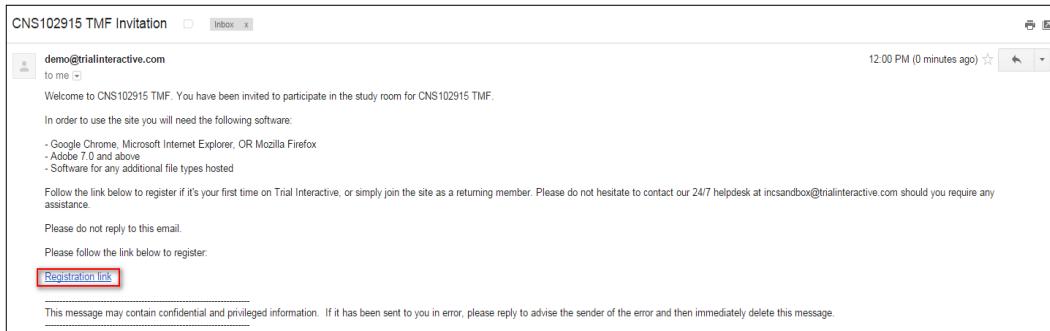 CNS102915 TMF Invitation
Inbox x
demo@trialinteractive.com
12:00 PM (0 minutes ago)
to me
Welcome to CNS102915 TMF. You have been invited to participate in the study room for CNS102915 TMF.
In order to use the site you will need the following software:
- Google Chrome, Microsoft Internet Explorer, OR Mozilla Firefox
- Adobe 7.0 and above
- Software for any additional file types hosted
Follow the link below to register if it's your first time on Trial Interactive, or simply join the site as a returning member. Please do not hesitate to contact our 24/7 helpdesk at incsandbox@trialinteractive.com should you require any
assistance.
Please do not reply to this email.
Please follow the link below to register:
Registration link
This message may contain confidential and privileged information. If it has been sent to you in error, please reply to advise the sender of the error and then immediately delete this message.